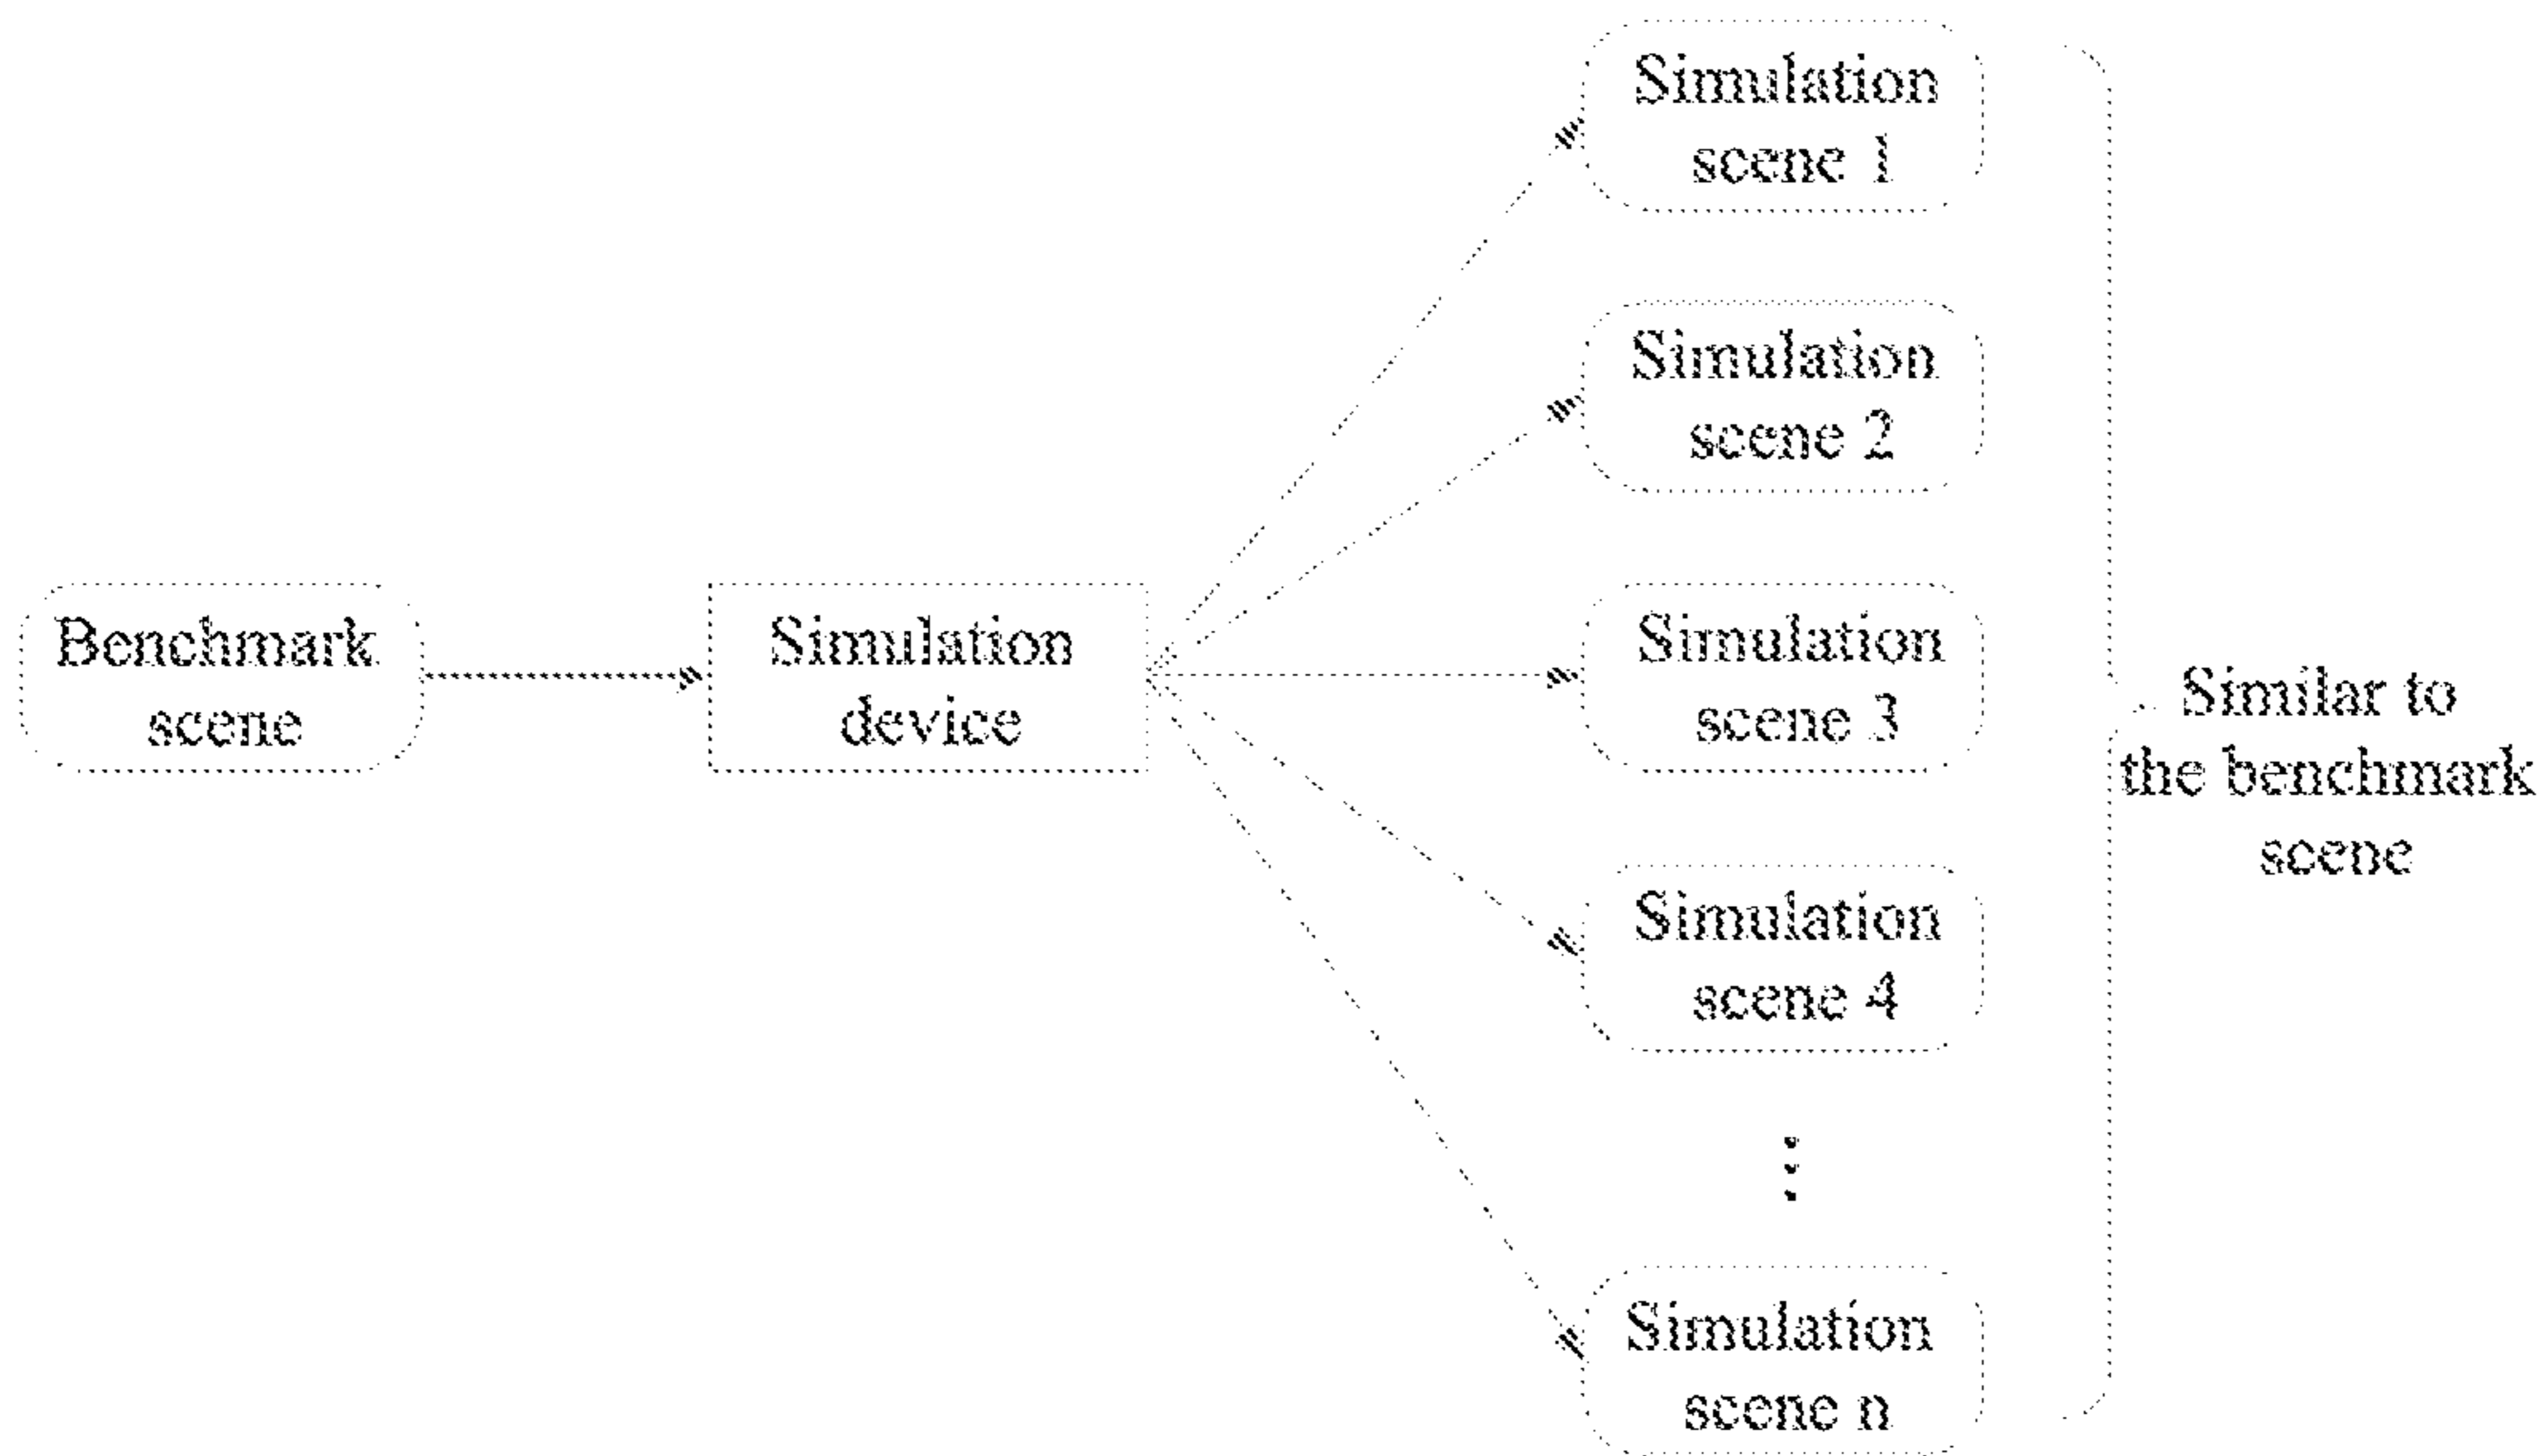 Benchmark
scene
Simulation
device
Simulation
scene 1
Simulation
scene 2
Simulation
scene 3
Simulation
scene 4
Simulation
scene n
Similar to
the benchmark
scene